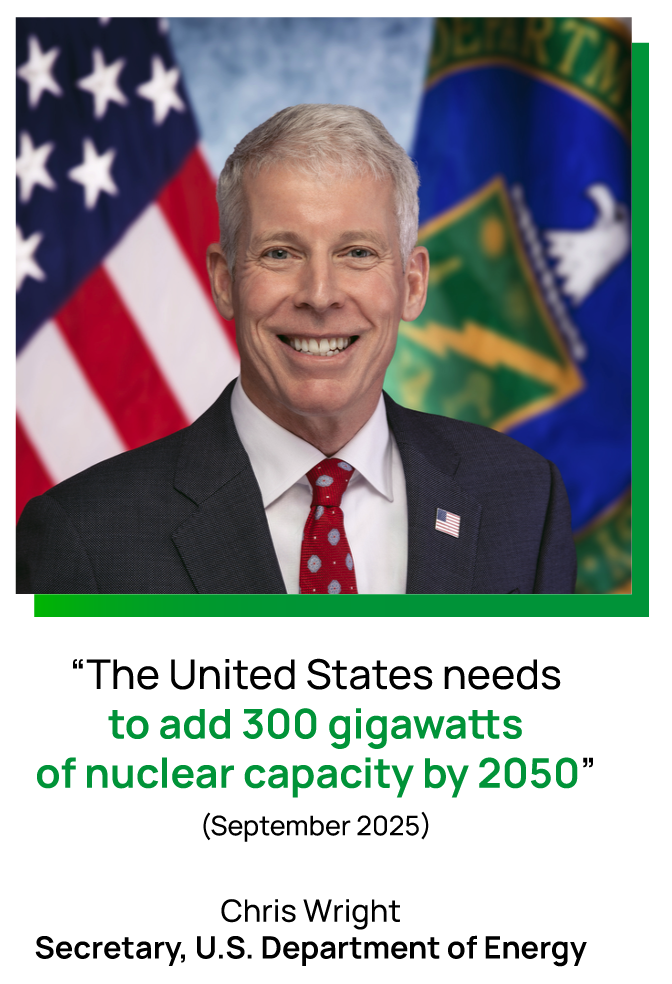 DEPARTM
“The United States needs
to add 300 gigawatts
of nuclear capacity by 2050”
(September 2025)
Chris Wright
Secretary, U.S. Department of Energy